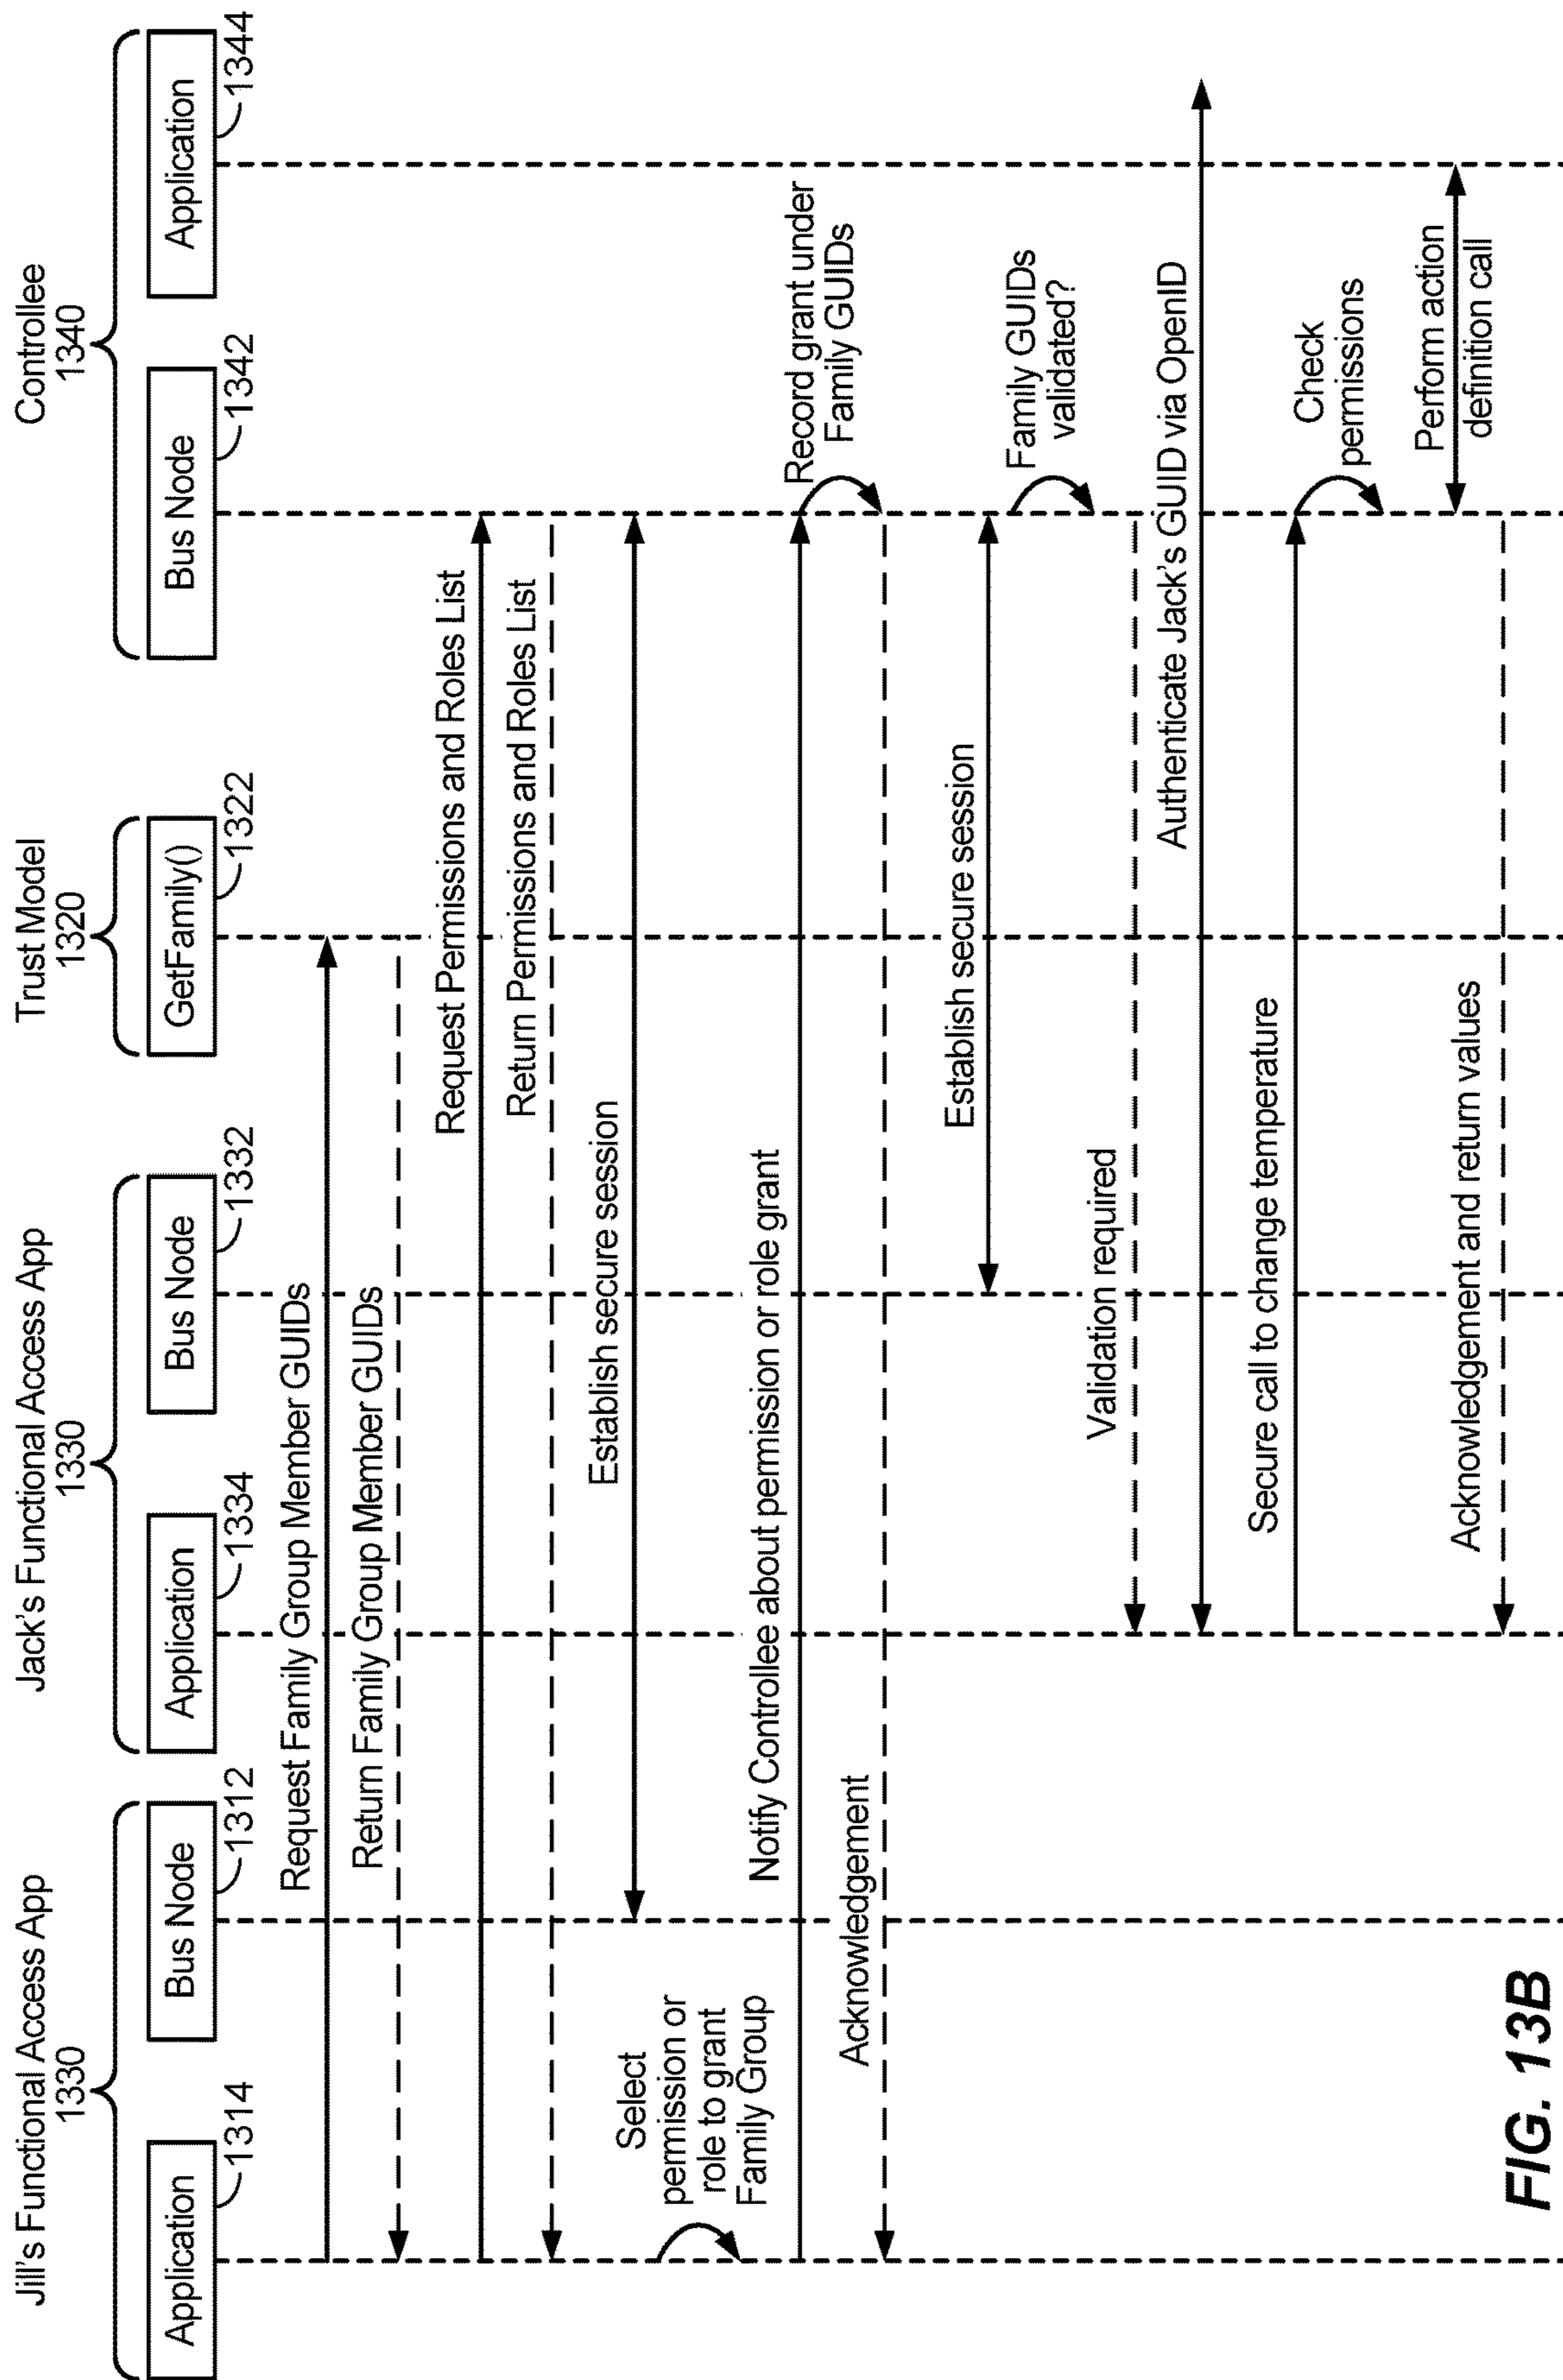 Jill's Functional Access App
1330
Jack's Functional Access App
1330
Trust Model
1320
Controllee
1340
Application
1314
Bus Node
1312
Application
1334
Bus Node
1332
GetFamily()
1322
Bus Node
1342
Application
1344
Request Family Group Member GUIDs
Return Family Group Member GUIDs
Request Permissions and Roles List
Return Permissions and Roles List
Establish secure session
Select
permission or
role to grant
Family Group
Notify Controllee about permission or role grant
Record grant under
Family GUIDs
Acknowledgement
Establish secure session
Family GUIDs
validated?
Validation required
Authenticate Jack's GUID via OpenID
Secure call to change temperature
Check
permissions
Perform action
definition call
Acknowledgement and return values
FIG. 13B